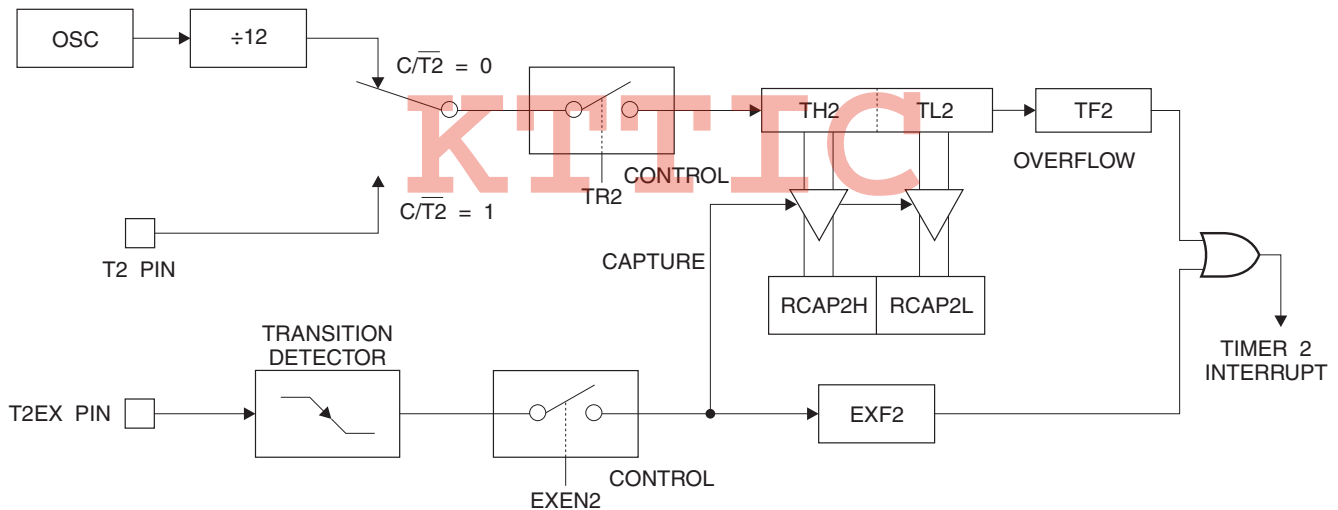 OSC
÷12
C/T2̅ = 0
TH2
TL2
TF2
OVERFLOW
CONTROL
TR2
C/T2̅ = 1
T2 PIN
CAPTURE
RCAP2H
RCAP2L
TRANSITION
DETECTOR
TIMER 2
INTERRUPT
T2EX PIN
EXF2
CONTROL
EXEN2
KTTIC